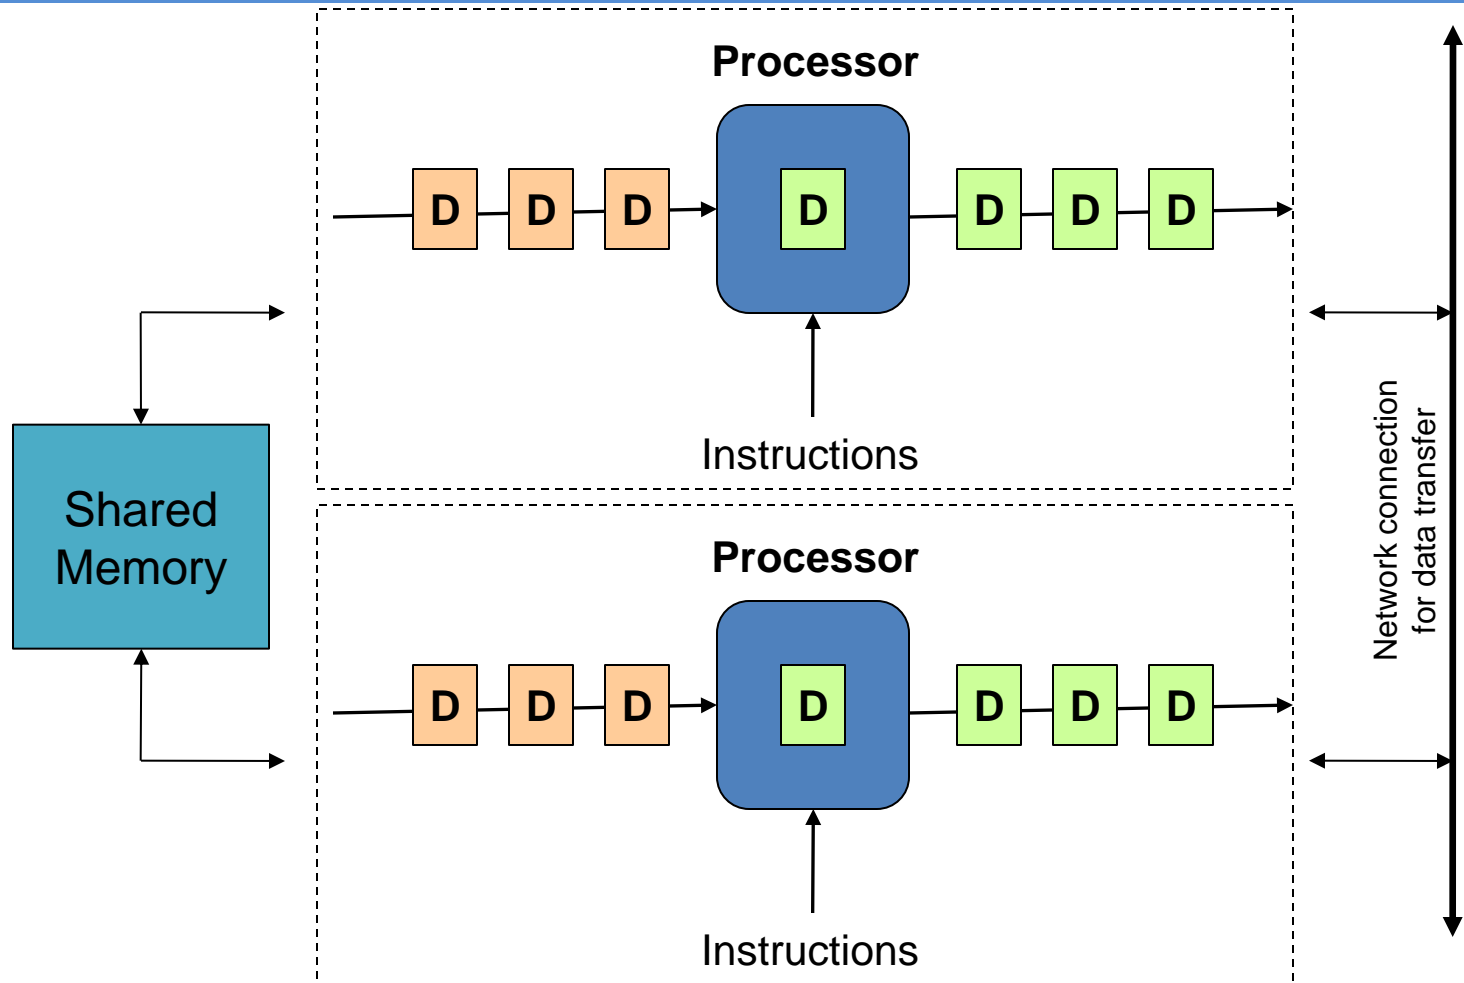 Processor
D D D D D D D
Instructions
Shared
Memory
Processor
D D D D D D D
Instructions
Network connection
for data transfer